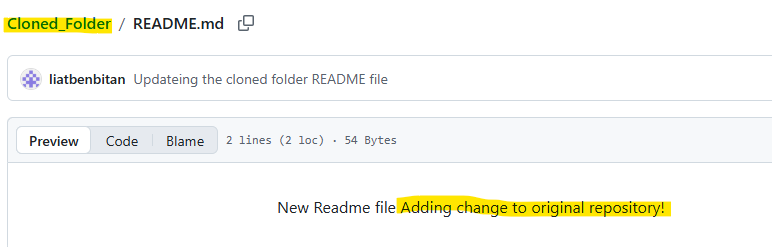 Cloned_Folder / README.md
liatbenbitan Updateing the cloned folder README file
Preview Code Blame 2 lines (2 loc) · 54 Bytes
New Readme file Adding change to original repository!